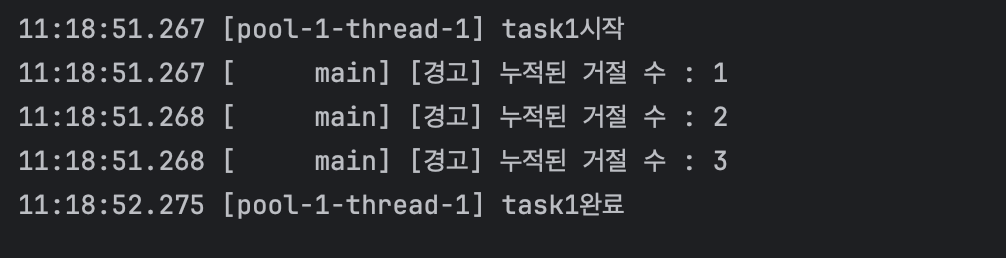 11:18:51.267 [pool-1-thread-1] task1시작
11:18:51.267 [     main] [경고] 누적된 거절 수 : 1
11:18:51.268 [     main] [경고] 누적된 거절 수 : 2
11:18:51.268 [     main] [경고] 누적된 거절 수 : 3
11:18:52.275 [pool-1-thread-1] task1완료